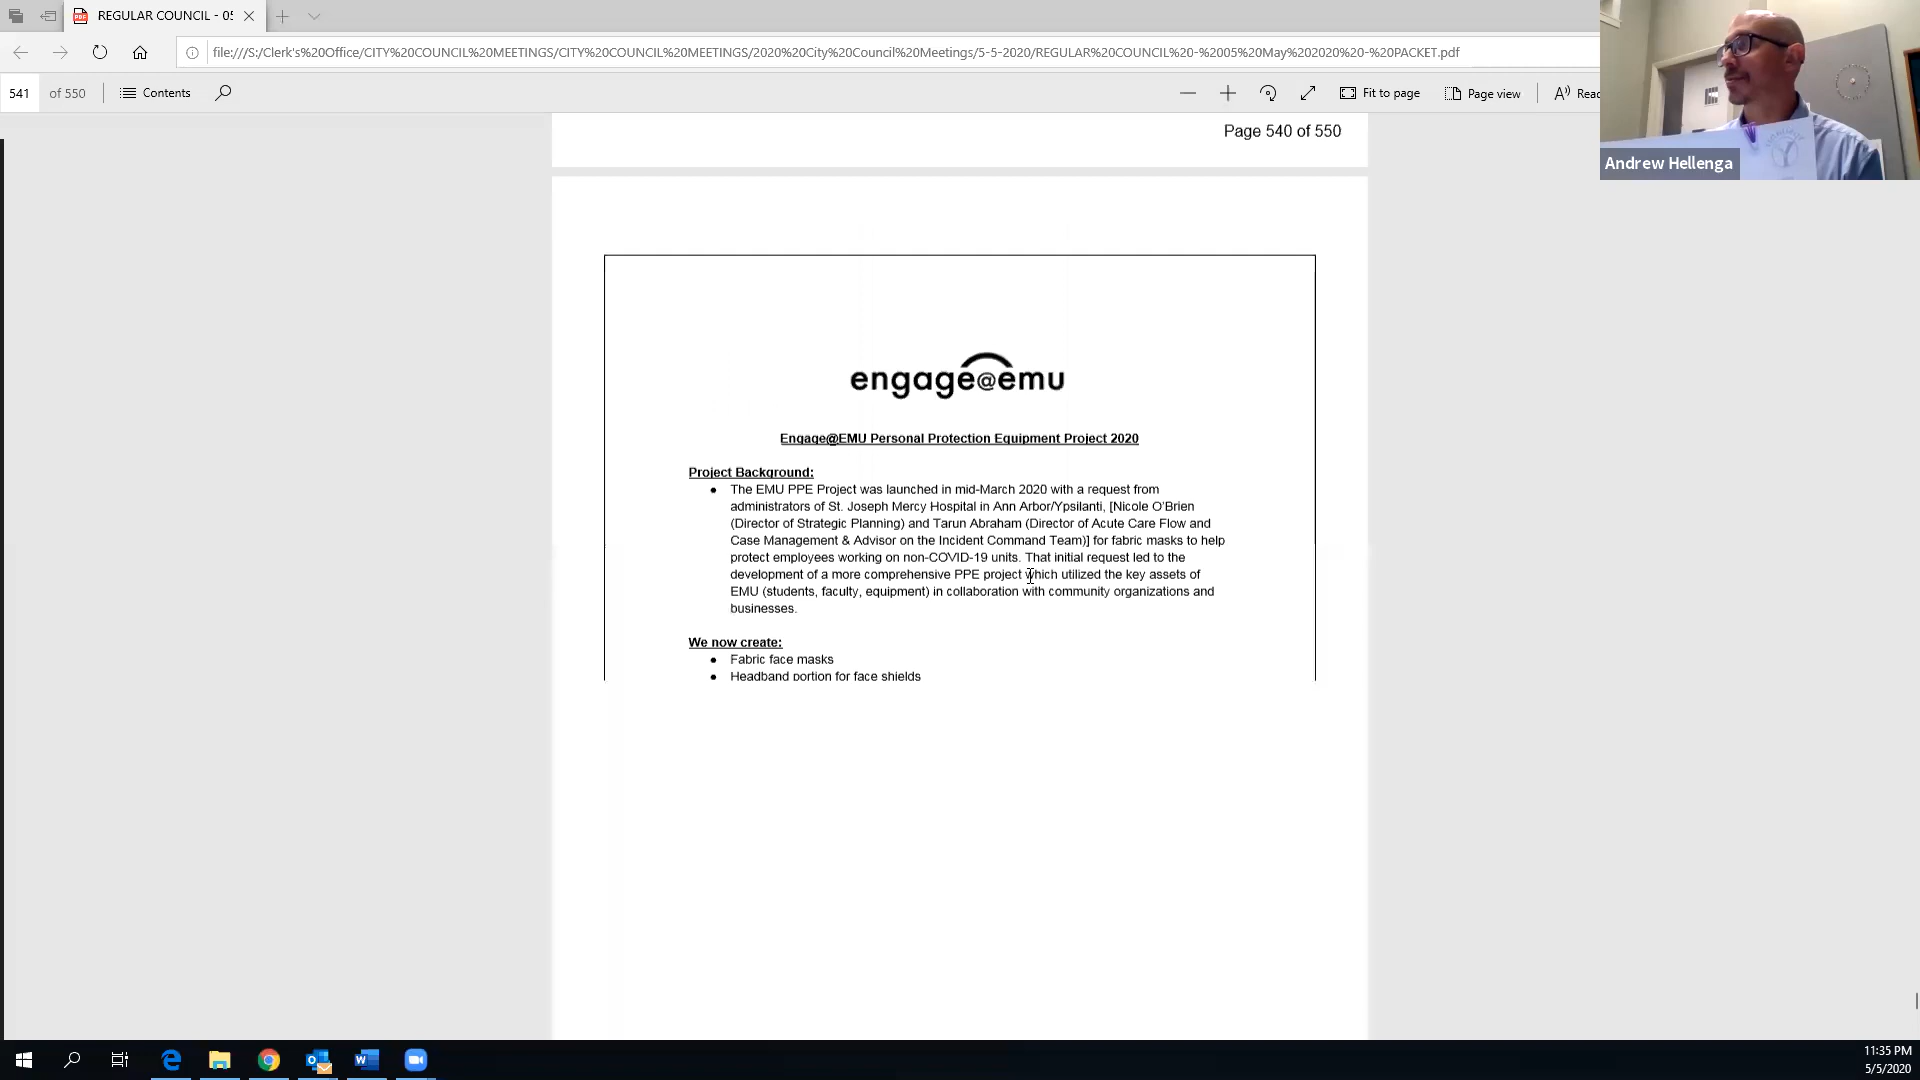 REGULAR COUNCIL - 05
file:///S:/Clerk's%20Office/CITY%20COUNCIL%20MEETINGS/CITY%20COUNCIL%20MEETINGS/2020%20City%20Council%20Meetings/5-5-2020/REGULAR%20COUNCIL%20-%2005%20May%202020%20-%20PACKET.pdf
541 of 550 Contents Fit to page Page view Read
Andrew Hellenga
Page 540 of 550
engage@emu
Engage@EMU Personal Protection Equipment Project 2020
Project Background:
● The EMU PPE Project was launched in mid-March 2020 with a request from
administrators of St. Joseph Mercy Hospital in Ann Arbor/Ypsilanti, [Nicole O'Brien
(Director of Strategic Planning) and Tarun Abraham (Director of Acute Care Flow and
Case Management & Advisor on the Incident Command Team)] for fabric masks to help
protect employees working on non-COVID-19 units. That initial request led to the
development of a more comprehensive PPE project which utilized the key assets of
EMU (students, faculty, equipment) in collaboration with community organizations and
businesses.
We now create:
● Fabric face masks
● Headband portion for face shields
11:35 PM
5/5/2020